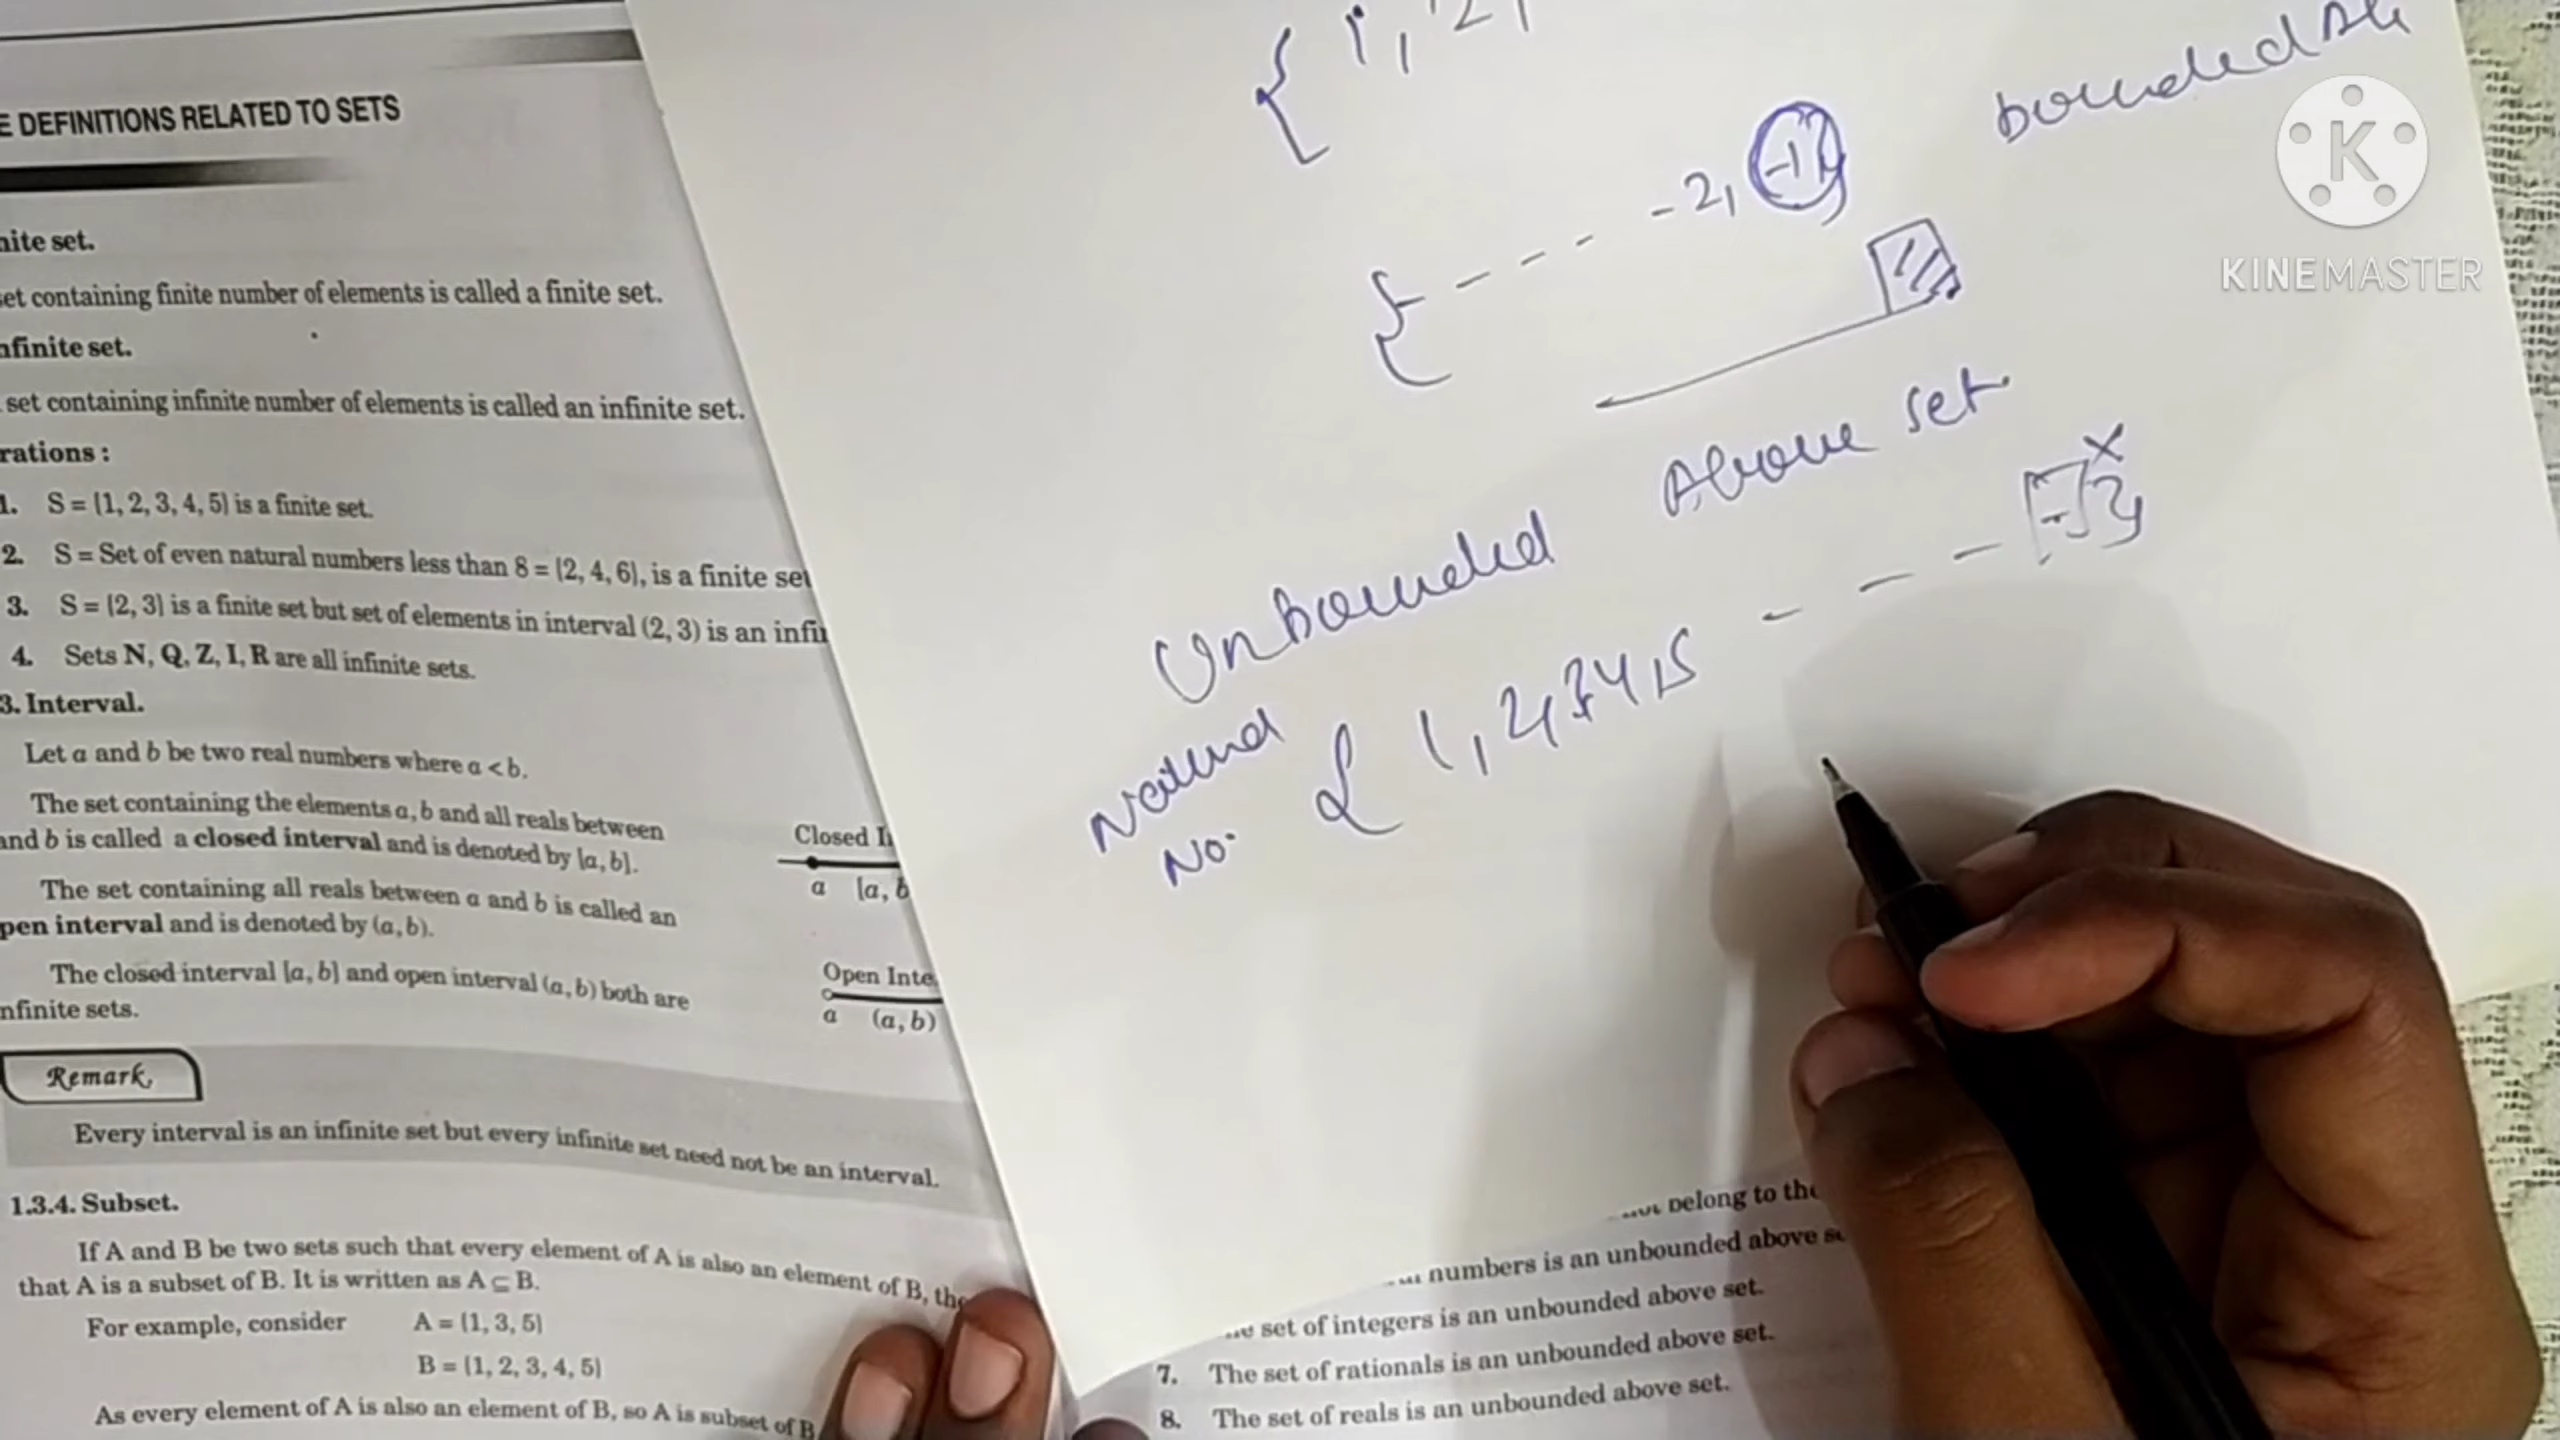 E DEFINITIONS RELATED TO SETS
nite set.
set containing finite number of elements is called a finite set.
nfinite set.
set containing infinite number of elements is called an infinite set.
rations :
1. S = {1, 2, 3, 4, 5} is a finite set.
2. S = Set of even natural numbers less than 8 = {2, 4, 6}, is a finite set
3. S = {2, 3} is a finite set but set of elements in interval (2, 3) is an infin
4. Sets N, Q, Z, I, R are all infinite sets.
3. Interval.
Let a and b be two real numbers where a < b.
The set containing the elements a, b and all reals between
and b is called a closed interval and is denoted by [a, b].
The set containing all reals between a and b is called an
pen interval and is denoted by (a, b).
The closed interval [a, b] and open interval (a, b) both are
nfinite sets.
Closed I
a [a, b
Open Inte
a (a, b)
Remark,
Every interval is an infinite set but every infinite set need not be an interval.
1.3.4. Subset.
If A and B be two sets such that every element of A is also an element of B, the
that A is a subset of B. It is written as A ⊆ B.
For example, consider A = {1, 3, 5}
B = {1, 2, 3, 4, 5}
As every element of A is also an element of B, so A is subset of B
{ 1, 2,
bounded
{ - - - -2, -1}
Unbounded Above set
Natural
No.
{ 1, 2, 3, 4, 5 - - - }
belong to the
numbers is an unbounded above se
set of integers is an unbounded above set.
7. The set of rationals is an unbounded above set.
8. The set of reals is an unbounded above set.
K
KINEMASTER